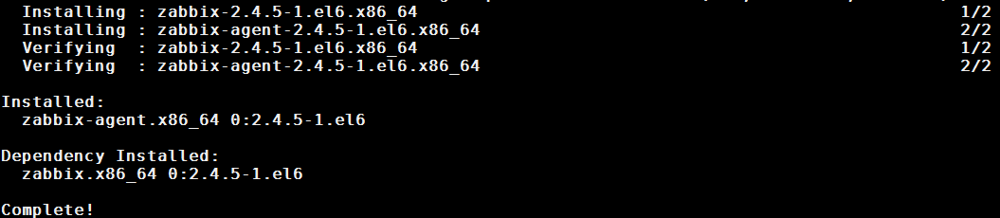 Installing : zabbix-2.4.5-1.el6.x86_64 1/2
Installing : zabbix-agent-2.4.5-1.el6.x86_64 2/2
Verifying : zabbix-2.4.5-1.el6.x86_64 1/2
Verifying : zabbix-agent-2.4.5-1.el6.x86_64 2/2
Installed:
zabbix-agent.x86_64 0:2.4.5-1.el6
Dependency Installed:
zabbix.x86_64 0:2.4.5-1.el6
Complete!